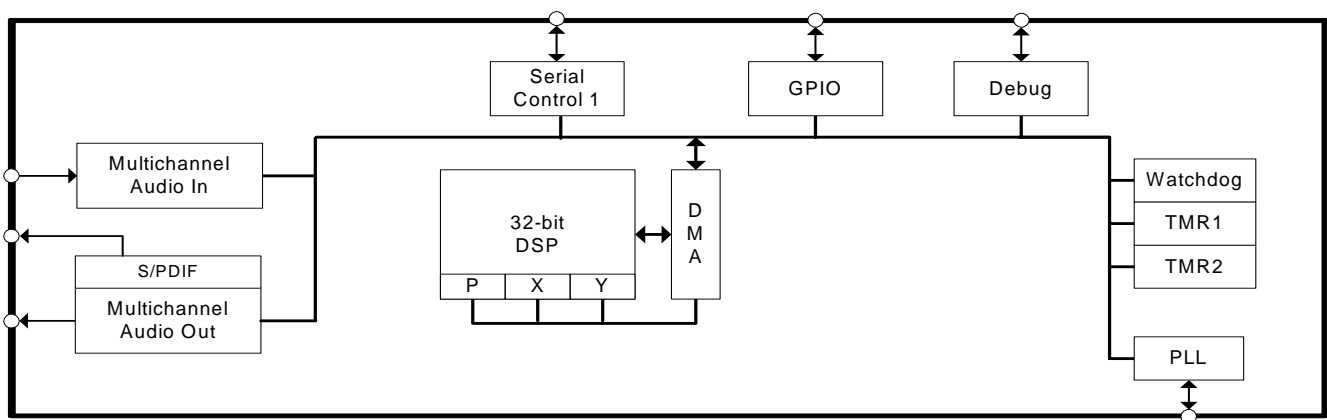 Serial
Control 1
GPIO
Debug
Multichannel
Audio In
S/PDIF
Multichannel
Audio Out
32-bit
DSP
P
X
Y
D
M
A
Watchdog
TMR1
TMR2
PLL